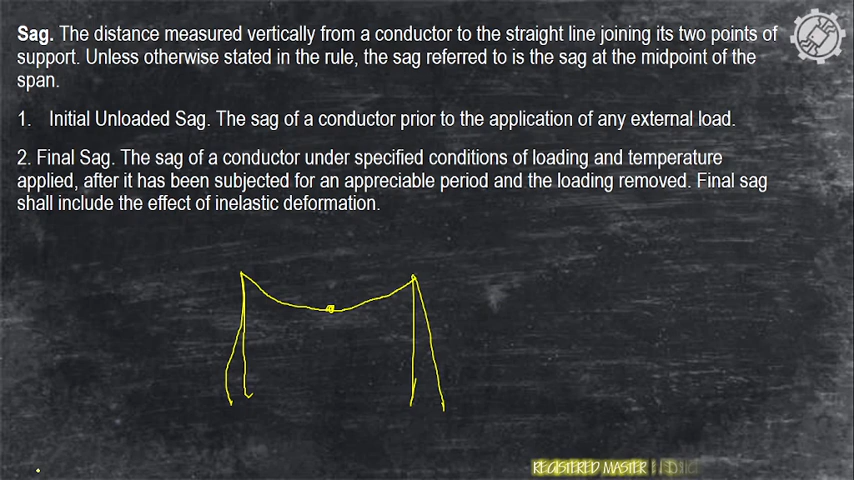 Sag. The distance measured vertically from a conductor to the straight line joining its two points of
support. Unless otherwise stated in the rule, the sag referred to is the sag at the midpoint of the
span.
1. Initial Unloaded Sag. The sag of a conductor prior to the application of any external load.
2. Final Sag. The sag of a conductor under specified conditions of loading and temperature
applied, after it has been subjected for an appreciable period and the loading removed. Final sag
shall include the effect of inelastic deformation.
REGISTERED MASTER